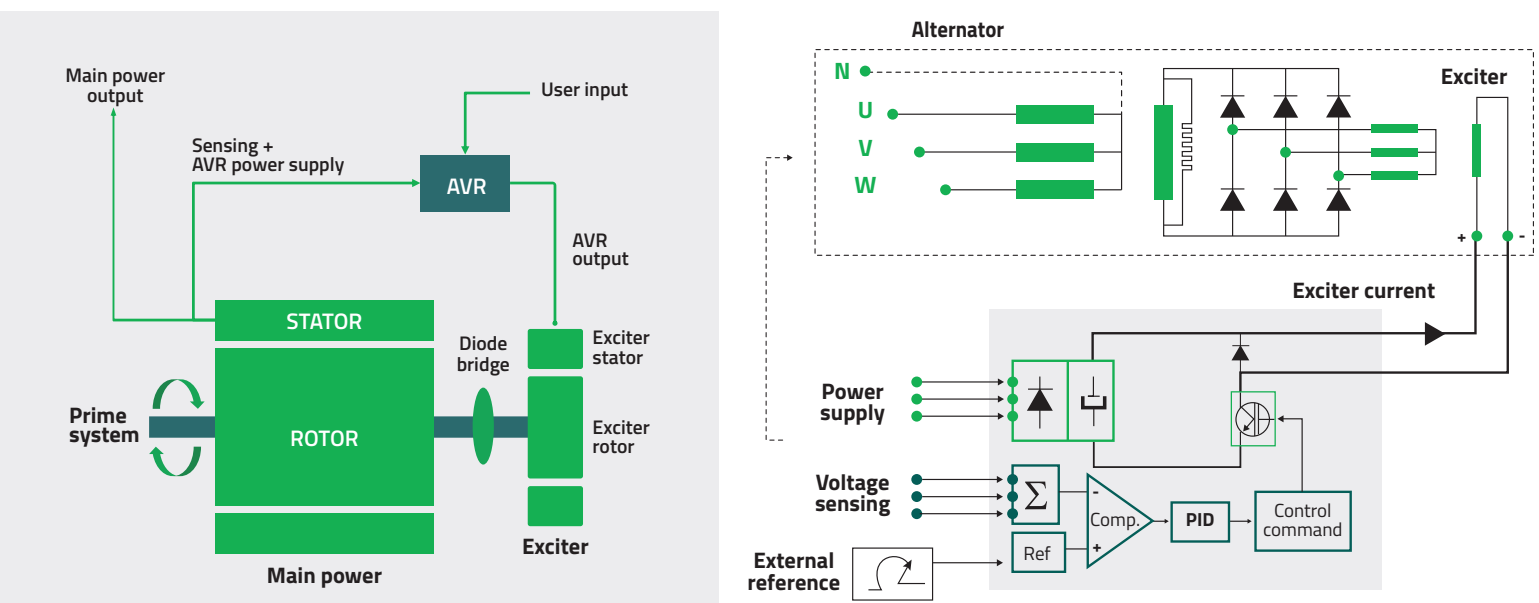 Main power
output
User input
Sensing +
AVR power supply
AVR
AVR
output
STATOR
Diode
bridge
Exciter
stator
Prime
system
ROTOR
Exciter
rotor
Exciter
Main power
Alternator
N
U
V
W
Exciter
+
-
Exciter current
Power
supply
Voltage
sensing
Σ
-
Comp.
+
PID
Control
command
Ref
External
reference